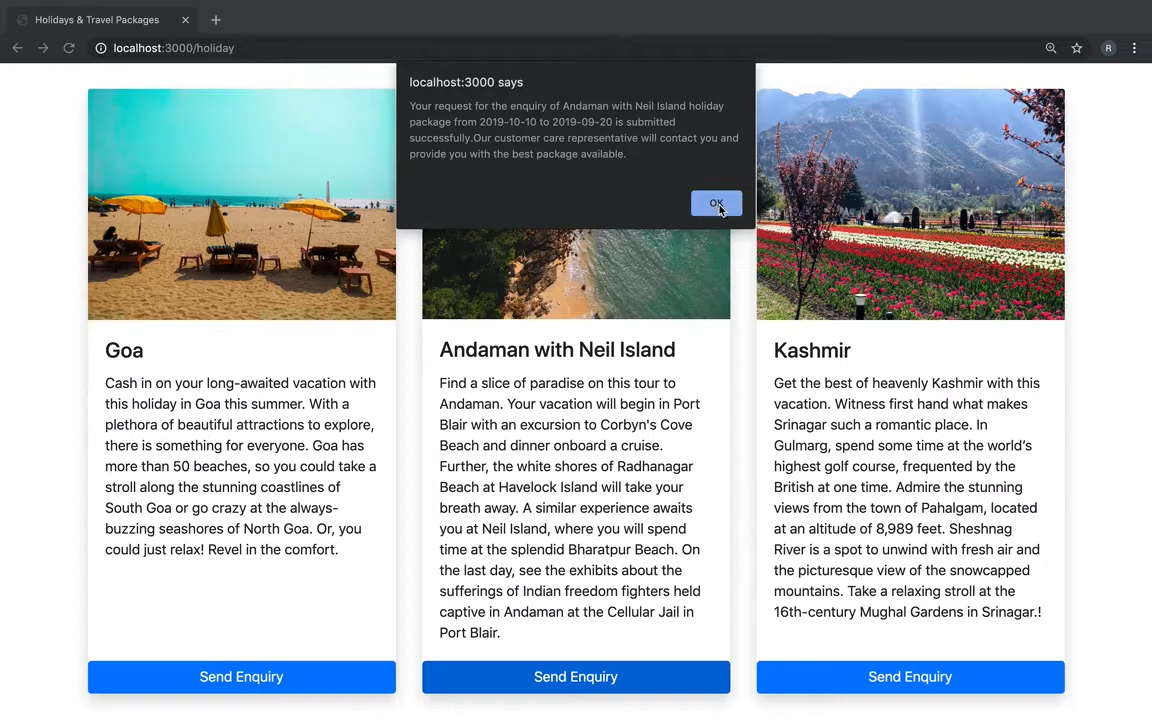 Holidays & Travel Packages
localhost:3000/holiday
R
localhost:3000 says
Your request for the enquiry of Andaman with Neil Island holiday
package from 2019-10-10 to 2019-09-20 is submitted
successfully.Our customer care representative will contact you and
provide you with the best package available.
OK
Goa
Cash in on your long-awaited vacation with
this holiday in Goa this summer. With a
plethora of beautiful attractions to explore,
there is something for everyone. Goa has
more than 50 beaches, so you could take a
stroll along the stunning coastlines of
South Goa or go crazy at the always-
buzzing seashores of North Goa. Or, you
could just relax! Revel in the comfort.
Send Enquiry
Andaman with Neil Island
Find a slice of paradise on this tour to
Andaman. Your vacation will begin in Port
Blair with an excursion to Corbyn's Cove
Beach and dinner onboard a cruise.
Further, the white shores of Radhanagar
Beach at Havelock Island will take your
breath away. A similar experience awaits
you at Neil Island, where you will spend
time at the splendid Bharatpur Beach. On
the last day, see the exhibits about the
sufferings of Indian freedom fighters held
captive in Andaman at the Cellular Jail in
Port Blair.
Send Enquiry
Kashmir
Get the best of heavenly Kashmir with this
vacation. Witness first hand what makes
Srinagar such a romantic place. In
Gulmarg, spend some time at the world’s
highest golf course, frequented by the
British at one time. Admire the stunning
views from the town of Pahalgam, located
at an altitude of 8,989 feet. Sheshnag
River is a spot to unwind with fresh air and
the picturesque view of the snowcapped
mountains. Take a relaxing stroll at the
16th-century Mughal Gardens in Srinagar.!
Send Enquiry